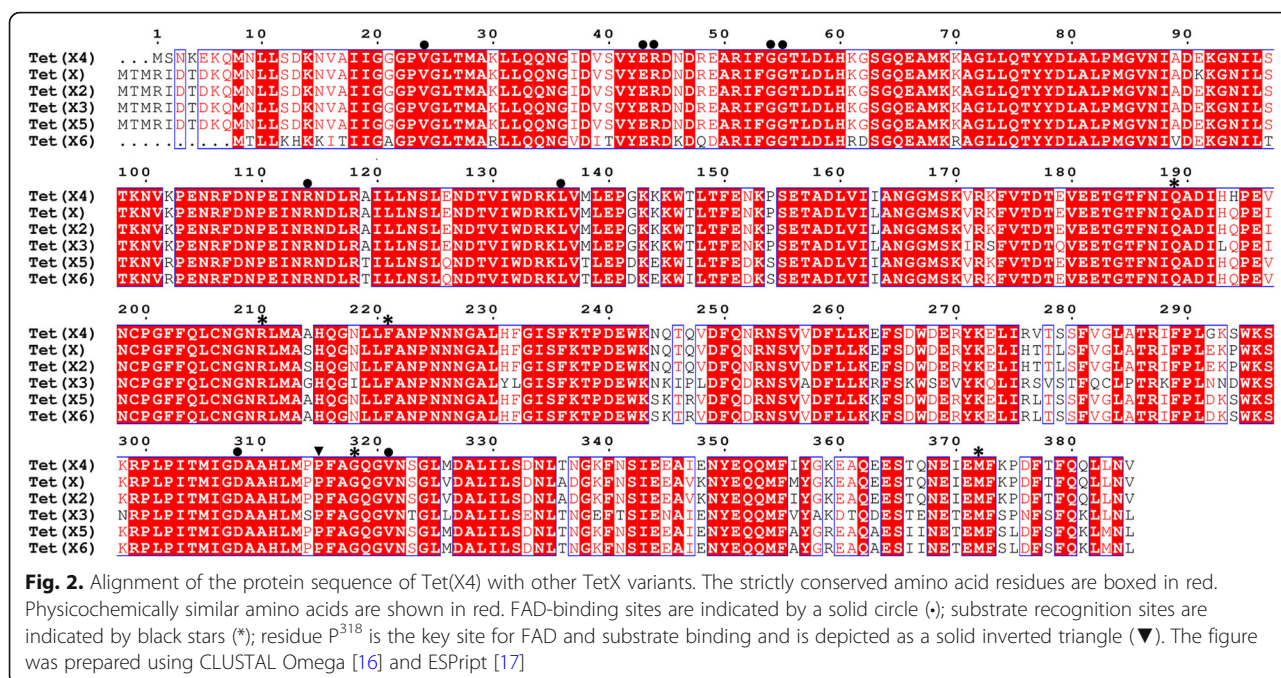 1 10 20 30 40 50 60 70 80 90
Tet(X4) ...MSNKEKQMNLLSDKNVAIIGGGPVGLTMAKLLQQNGIDVSVYERDNDREARIFGGTLDLHKGSGQEAMKKAGLLQTYYDLALPMGVNIADEKGNILS
Tet(X) MTMRIDTDKQMNLLSDKNVAIIGGGPVGLTMAKLLQQNGIDVSVYERDNDREARIFGGTLDLHKGSGQEAMKKAGLLQTYYDLALPMGVNIADKKGNILS
Tet(X2) MTMRIDTDKQMNLLSDKNVAIIGGGPVGLTMAKLLQQNGIDVSVYERDNDREARIFGGTLDLHKGSGQEAMKKAGLLQTYYDLALPMGVNIADEKGNILS
Tet(X3) MTMRIDTDKQMNLLSDKNVAIIGGGPVGLTMAKLLQQNGIDVSVYERDNDREARIFGGTLDLHKGSGQEAMKKAGLLQTYYDLALPMGVNIADEKGNILS
Tet(X5) MTMRIDTDKQMNLLSDKNVAIIGGGPVGLTMAKLLQQNGIDVSVYERDNDREARIFGGTLDLHKGSGQEAMKKAGLLQTYYDLALPMGVNIADEKGNILS
Tet(X6) .........MTLLKHKKITIIGAGPVGLTMARLLQQNGVDITVYERDKDQDARIFGGTLDLHRDSGQEAMKRAGLLQTYYDLALPMGVNIVDEKGNILT
100 110 120 130 140 150 160 170 180 190
Tet(X4) TKNVKPENRFDNPEINRNDLRAILLNSLENDTVIWDRKLVMLEPGKKKWTLTFENKPSETADLVIIANGGMSKVRKFVTDTEVEETGTFNIQADIHHPEV
Tet(X) TKNVKPENRFDNPEINRNDLRAILLNSLENDTVIWDRKLVMLEPGKKKWTLTFENKPSETADLVILANGGMSKVRKFVTDTEVEETGTFNIQADIHQPEI
Tet(X2) TKNVKPENRFDNPEINRNDLRAILLNSLENDTVIWDRKLVMLEPGKKKWTLTFENKPSETADLVILANGGMSKVRKFVTDTEVEETGTFNIQADIHQPEI
Tet(X3) TKNVKPENRFDNPEINRNDLRAILLNSLENDTVIWDRKLVMLEPGKKKWTLTFENKPSETADLVILANGGMSKIRSFVTDTQVEETGTFNIQADILQPEI
Tet(X5) TKNVRPENRFDNPEINRNDLRTILLNSLQNDTVIWDRKLVTLEPDKEKWILTFEDKSSETADLVIIANGGMSKVRKFVTDTEVEETGTFNIQADIHQPEI
Tet(X6) TKNVRPENRFDNPEINRNDLRTILLNSLQNDTVIWDRKLVTLEPDKEKWILTFEDKSSETADLVIIANGGMSKVRKFVTDTEVEETGTFNIQADIHQPEV
200 210 220 230 240 250 260 270 280 290
Tet(X4) NCPGFFQLCNGNRLMAAHQGNLLFANPNNNGALHFGISFKTPDEWKNQTQVDFQNRNSVVDFLLKEFSDWDERYKELIRVTSSFVGLATRIFPLGKSWKS
Tet(X) NCPGFFQLCNGNRLMASHQGNLLFANPNNNGALHFGISFKTPDEWKNQTQVDFQNRNSVVDFLLKEFSDWDERYKELIHTTLSFVGLATRIFPLEKPWKS
Tet(X2) NCPGFFQLCNGNRLMASHQGNLLFANPNNNGALHFGISFKTPDEWKNQTQVDFQNRNSVVDFLLKEFSDWDERYKELIHTTLSFVGLATRIFPLEKPWKS
Tet(X3) NCPGFFQLCNGNRLMAGHQGILLFANPNNNGALYLGISFKTPDEWKNKIPLDFQDRNSVADFLLKRFSKWSEVYKQLIRSVSTFQCLPTRKFPLNNDWKS
Tet(X5) NCPGFFQLCNGNRLMAAHQGNLLFANPNNNGALHFGISFKTPDEWKSKTRVDFQDRNSVVDFLLKKFSDWDERYKELIRLTSSFVGLATRIFPLDKSWKS
Tet(X6) NCPGFFQLCNGNRLMAAHQGNLLFANPNNNGALHFGISFKTPDEWKSKTRVDFQDRNSVVDFLLKKFSDWDERYKELIRLTSSFVGLATRIFPLDKSWKS
300 310 320 330 340 350 360 370 380
Tet(X4) KRPLPITMIGDAAHLMPPFAGQGVNSGLMDALILSDNLTNGKFNSIEEAIENYEQQMFIYGKEAQEESTQNEIEMFKPDFTFQQLLNV
Tet(X) KRPLPITMIGDAAHLMPPFAGQGVNSGLVDALILSDNLADGKFNSIEEAVKNYEQQMFMYGKEAQEESTQNEIEMFKPDFTFQQLLNV
Tet(X2) KRPLPITMIGDAAHLMPPFAGQGVNSGLVDALILSDNLADGKFNSIEEAVKNYEQQMFIYGKEAQEESTQNEIEMFKPDFTFQQLLNV
Tet(X3) NRPLPITMIGDAAHLMSPFAGQGVNTGLLDALILSENLTNGEFTSIENAIENYEQQMFVYAKDTQDESTENEIEMFSPNFSFQKLLNL
Tet(X5) KRPLPITMIGDAAHLMPPFAGQGVNSGLMDALILSDNLTNGKFNSIEEAIENYEQQMFAYGREAQAESIINETEMFSLDFSFQKLMNL
Tet(X6) KRPLPITMIGDAAHLMPPFAGQGVNSGLMDALILSDNLTNGKFNSIEEAIENYEQQMFAYGREAQAESIINETEMFSLDFSFQKLMNL
Fig. 2. Alignment of the protein sequence of Tet(X4) with other TetX variants. The strictly conserved amino acid residues are boxed in red.
Physicochemically similar amino acids are shown in red. FAD-binding sites are indicated by a solid circle (•); substrate recognition sites are
indicated by black stars (*); residue P318 is the key site for FAD and substrate binding and is depicted as a solid inverted triangle (▼). The figure
was prepared using CLUSTAL Omega [16] and ESPript [17]